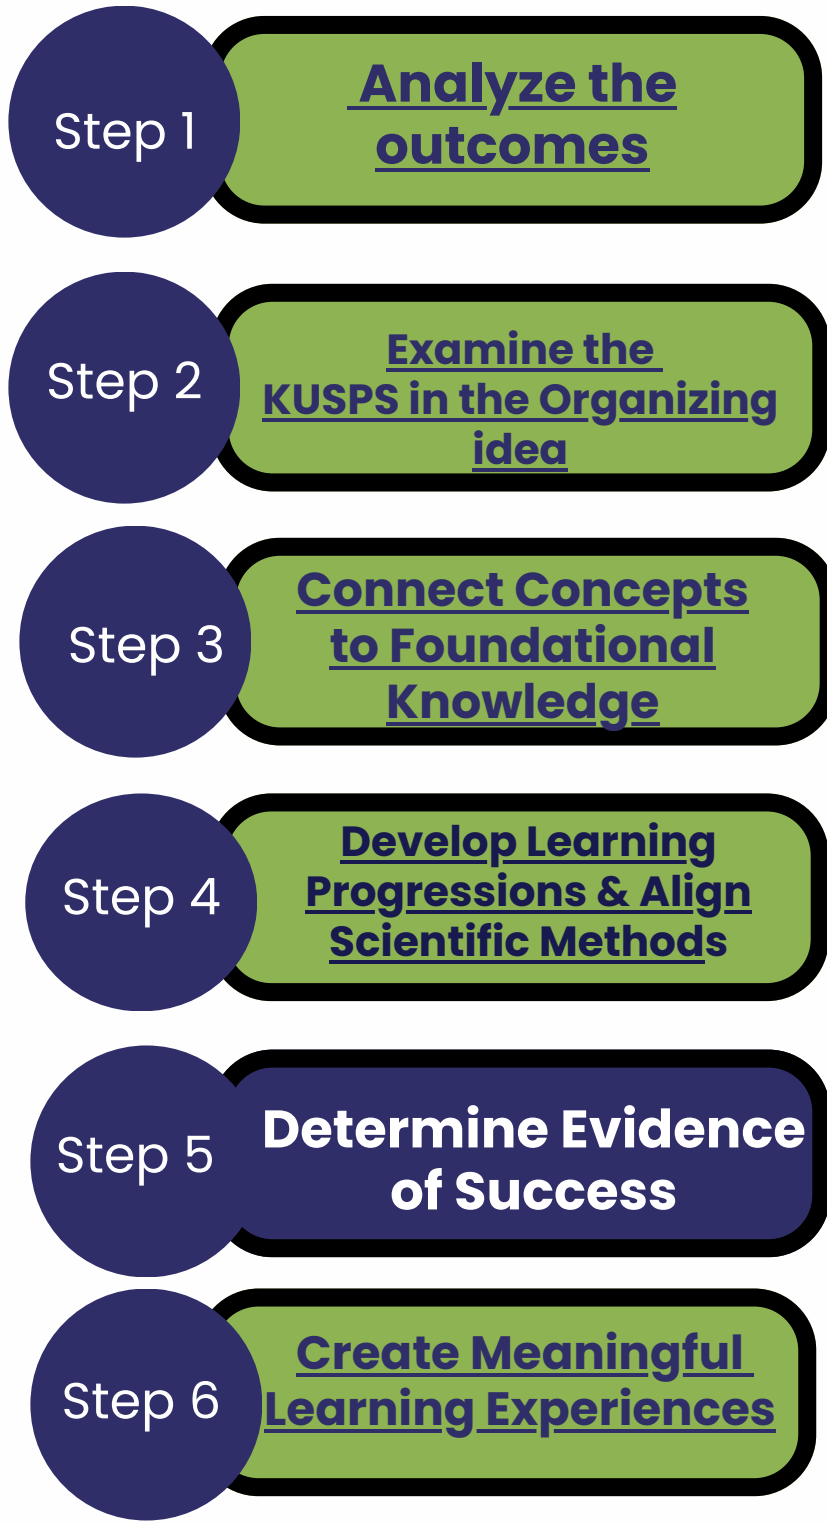 Step 1
Analyze the
outcomes
Step 2
Examine the
KUSPS in the Organizing
idea
Step 3
Connect Concepts
to Foundational
Knowledge
Step 4
Develop Learning
Progressions & Align
Scientific Methods
Step 5
Determine Evidence
of Success
Step 6
Create Meaningful
Learning Experiences